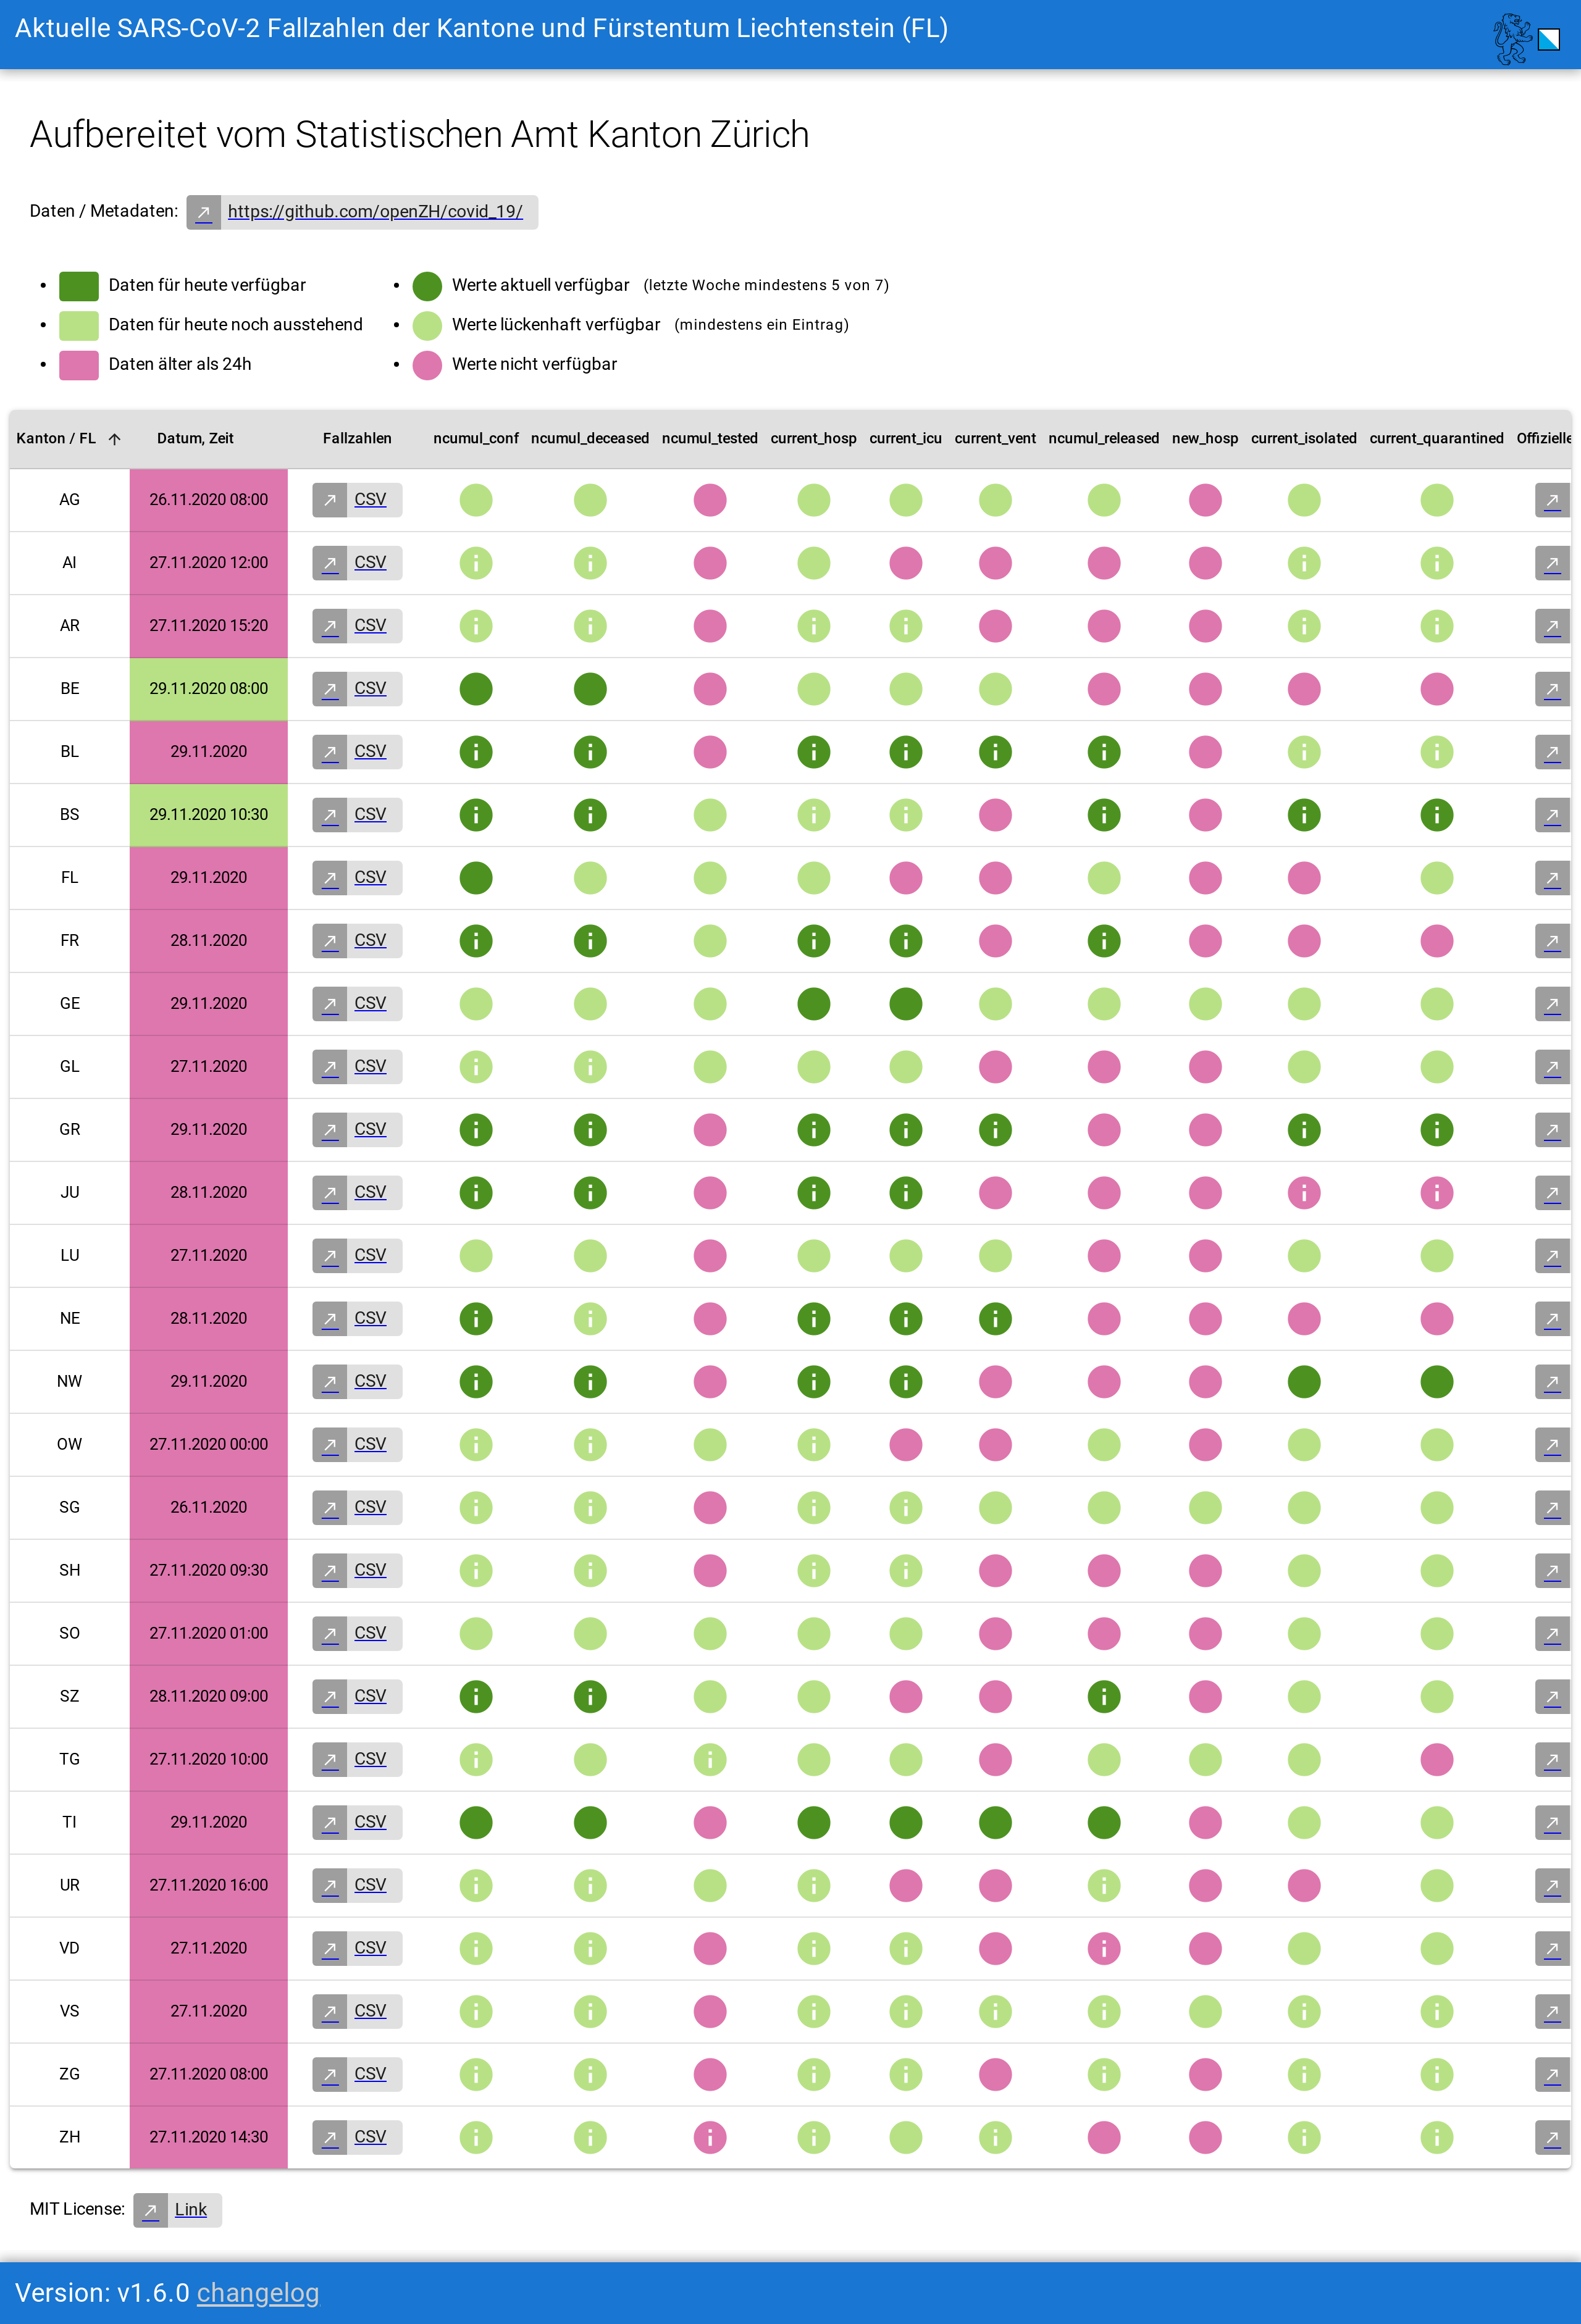 Aktuelle SARS-CoV-2 Fallzahlen der Kantone und Fürstentum Liechtenstein (FL)
Aufbereitet vom Statistischen Amt Kanton Zürich
Daten / Metadaten: https://github.com/openZH/covid_19/
Daten für heute verfügbar
Daten für heute noch ausstehend
Daten älter als 24h
Werte aktuell verfügbar (letzte Woche mindestens 5 von 7)
Werte lückenhaft verfügbar (mindestens ein Eintrag)
Werte nicht verfügbar
Kanton / FL Datum, Zeit Fallzahlen ncumul_conf ncumul_deceased ncumul_tested current_hosp current_icu current_vent ncumul_released new_hosp current_isolated current_quarantined Offizielle
AG 26.11.2020 08:00 CSV
AI 27.11.2020 12:00 CSV
AR 27.11.2020 15:20 CSV
BE 29.11.2020 08:00 CSV
BL 29.11.2020 CSV
BS 29.11.2020 10:30 CSV
FL 29.11.2020 CSV
FR 28.11.2020 CSV
GE 29.11.2020 CSV
GL 27.11.2020 CSV
GR 29.11.2020 CSV
JU 28.11.2020 CSV
LU 27.11.2020 CSV
NE 28.11.2020 CSV
NW 29.11.2020 CSV
OW 27.11.2020 00:00 CSV
SG 26.11.2020 CSV
SH 27.11.2020 09:30 CSV
SO 27.11.2020 01:00 CSV
SZ 28.11.2020 09:00 CSV
TG 27.11.2020 10:00 CSV
TI 29.11.2020 CSV
UR 27.11.2020 16:00 CSV
VD 27.11.2020 CSV
VS 27.11.2020 CSV
ZG 27.11.2020 08:00 CSV
ZH 27.11.2020 14:30 CSV
MIT License: Link
Version: v1.6.0 changelog